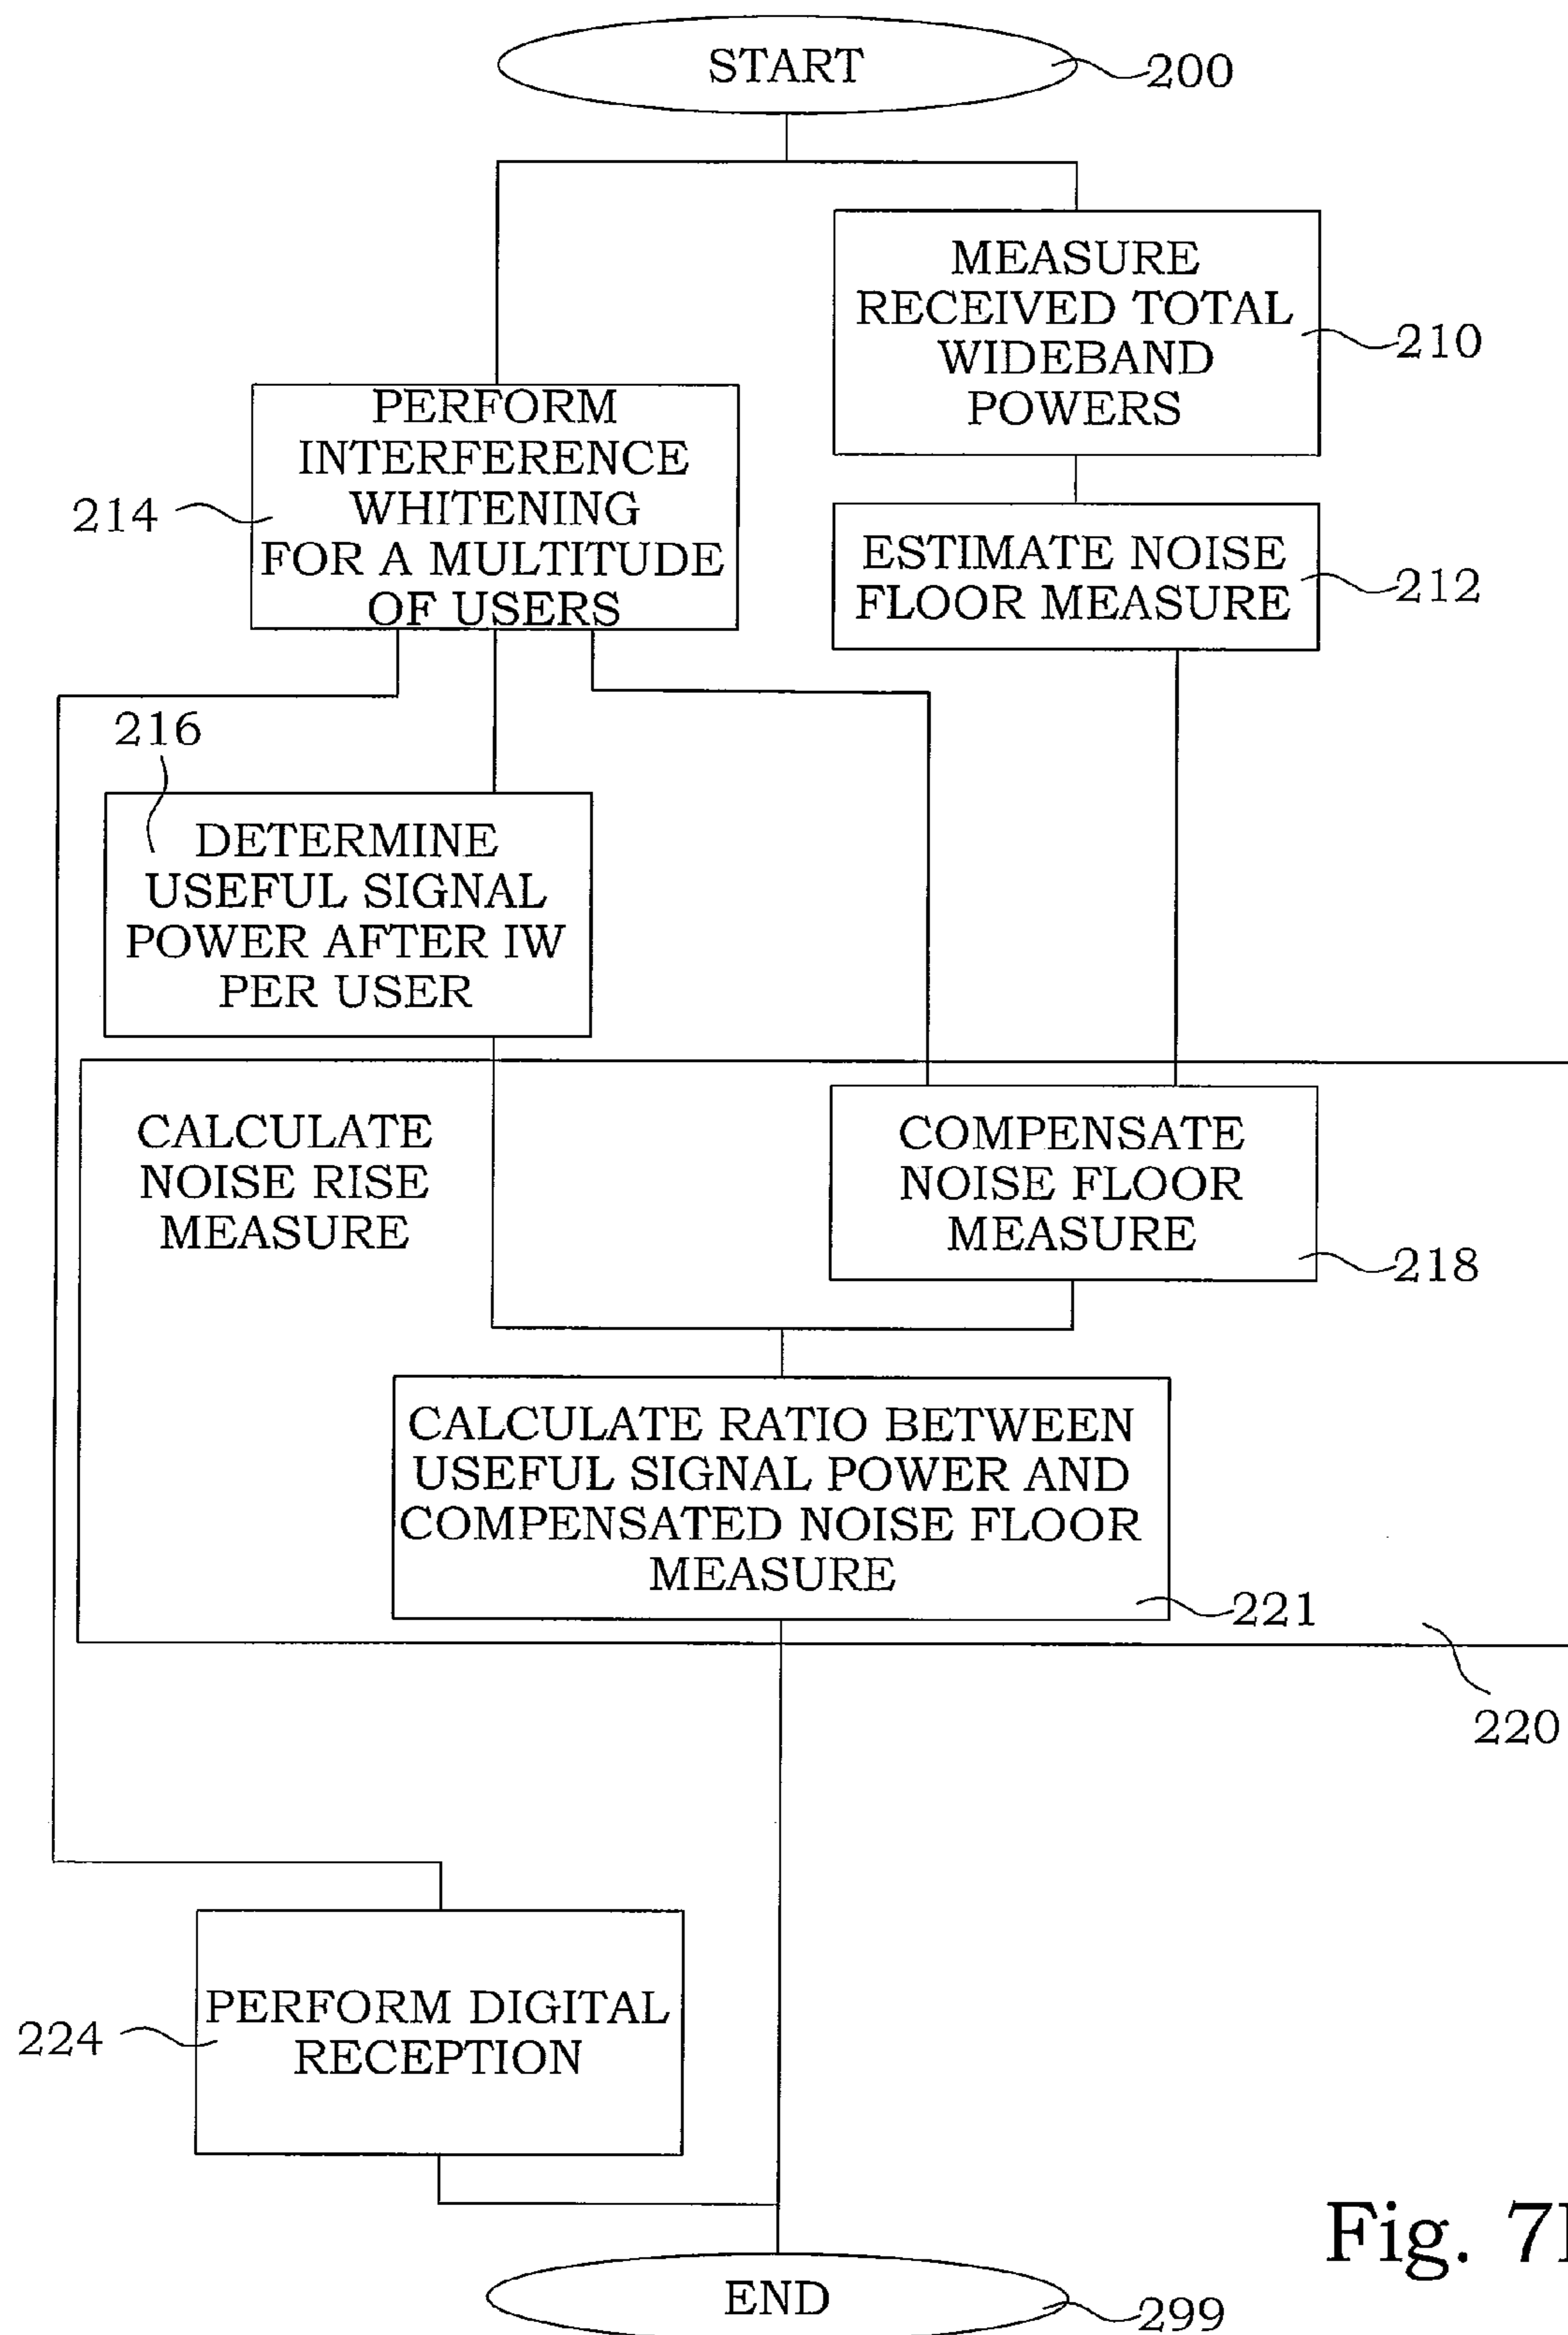 START
200
MEASURE
RECEIVED TOTAL
WIDEBAND
POWERS
210
PERFORM
INTERFERENCE
WHITENING
FOR A MULTITUDE
OF USERS
214
ESTIMATE NOISE
FLOOR MEASURE
212
216
DETERMINE
USEFUL SIGNAL
POWER AFTER IW
PER USER
CALCULATE
NOISE RISE
MEASURE
COMPENSATE
NOISE FLOOR
MEASURE
218
CALCULATE RATIO BETWEEN
USEFUL SIGNAL POWER AND
COMPENSATED NOISE FLOOR
MEASURE
221
220
PERFORM DIGITAL
RECEPTION
224
Fig.
END
299